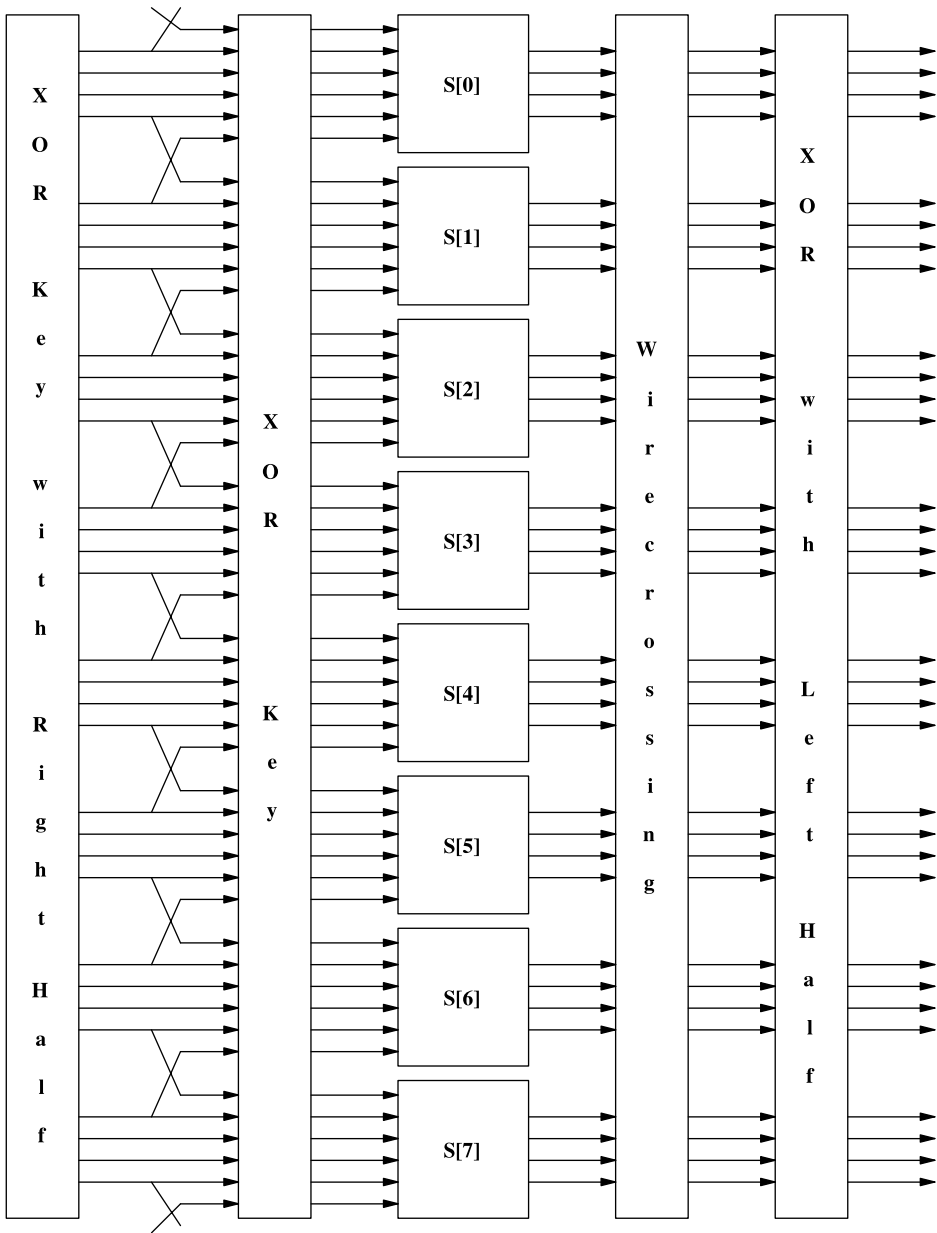 XOR Key with Right Half
XOR Key
S[0]
S[1]
S[2]
S[3]
S[4]
S[5]
S[6]
S[7]
Wirecrossing
XOR with Left Half